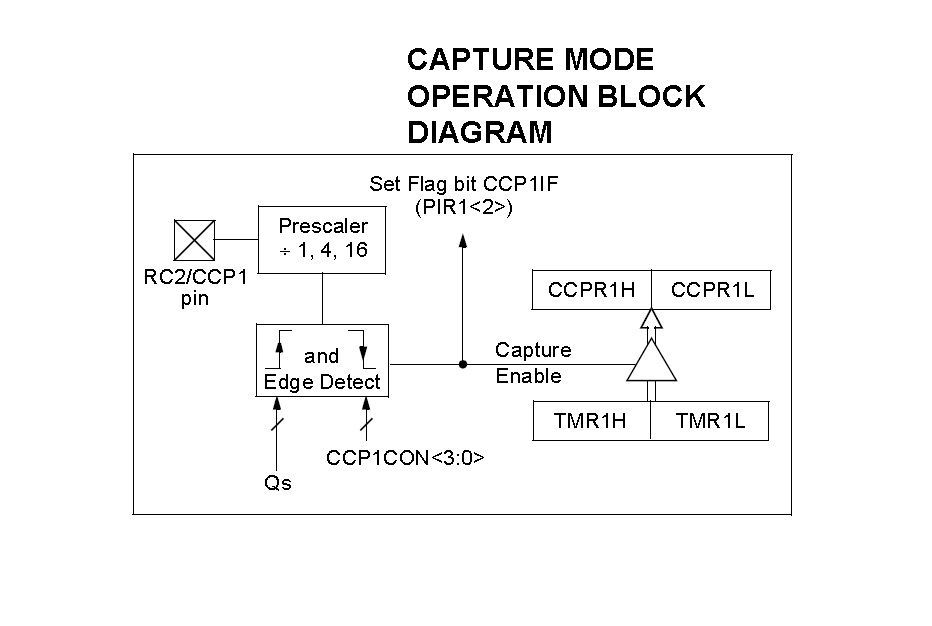 CAPTURE MODE
OPERATION BLOCK
DIAGRAM
Set Flag bit CCP1IF
(PIR1<2>)
Prescaler
÷ 1, 4, 16
RC2/CCP1
pin
CCPR1H
CCPR1L
and
Edge Detect
Capture
Enable
TMR1H
TMR1L
CCP1CON<3:0>
Qs